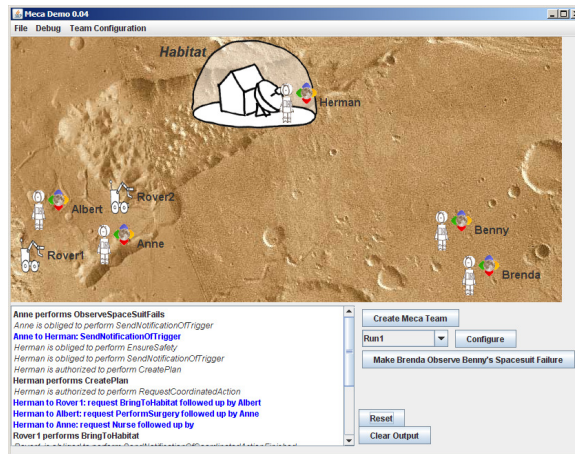 Meca Demo 0.04
File Debug Team Configuration
Habitat
Herman
Rover2
Albert
Benny
Anne
Rover1
Brenda
Anne performs ObserveSpaceSuitFails
Anne is obliged to perform SendNotificationOfTrigger
Anne to Herman: SendNotificationOfTrigger
Herman is obliged to perform EnsureSafety
Herman is obliged to perform SendNotificationOfTrigger
Herman is authorized to perform CreatePlan
Herman performs CreatePlan
Herman is authorized to perform RequestCoordinatedAction
Herman to Rover 1: request BringToHabitat followed up by Albert
Herman to Albert: request PerformSurgery followed up by Anne
Herman to Anne: request Nurse followed up by
Rover1 performs BringToHabitat
Create Meca Team
Run1
Configure
Make Brenda Observe Benny's Spacesuit Failure
Reset
Clear Output